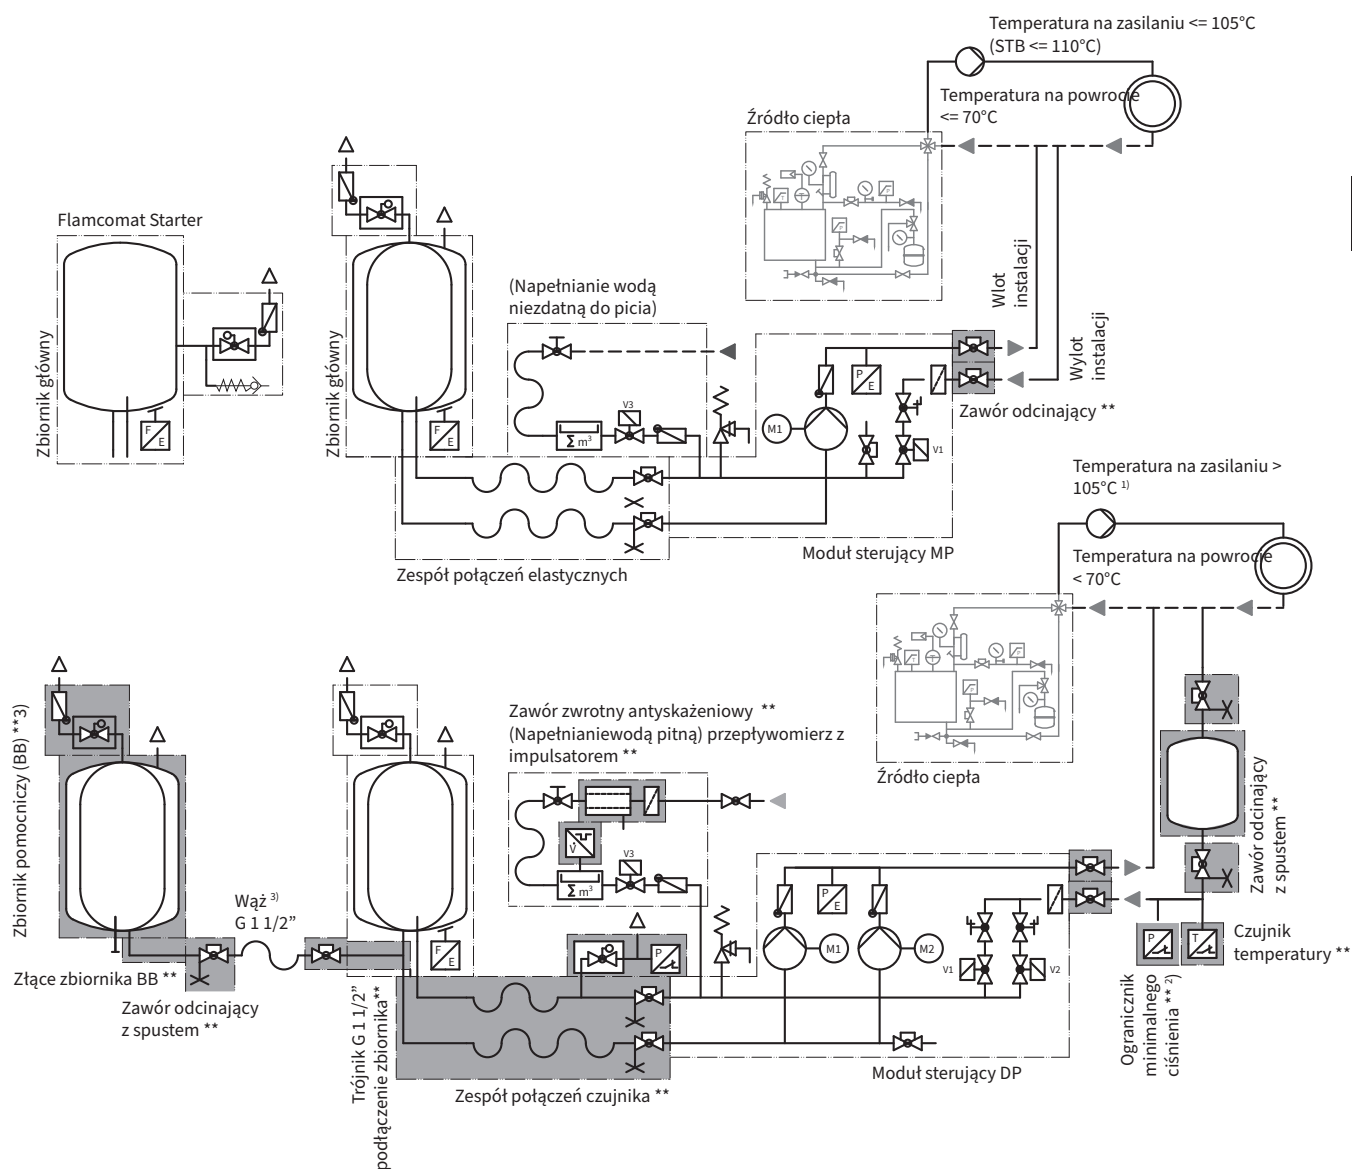 Temperatura na zasilaniu <= 105°C
(STB <= 110°C)
Temperatura na powrocie
<= 70°C
Źródło ciepła
Flamcomat Starter
Zbiornik główny
F
E
Zbiornik główny
F
E
(Napełnianie wodą
niezdatną do picia)
V3
Σ m³
M1
P
E
V1
Wlot
instalacji
Wylot
instalacji
Zawór odcinający **
Moduł sterujący MP
Zespół połączeń elastycznych
Temperatura na zasilaniu >
105°C ¹⁾
Temperatura na powrocie
< 70°C
Źródło ciepła
Zbiornik pomocniczy (BB) **3)
Złącze zbiornika BB **
Zawór odcinający
z spustem **
Wąż ³⁾
G 1 1/2”
F
E
Trójnik G 1 1/2”
podłączenie zbiornika**
Zawór zwrotny antyskażeniowy **
(Napełnianiewodą pitną) przepływomierz z
impulsatorem **
V̇
V3
Σ m³
P
P
E
M1
M2
V1
V2
Zespół połączeń czujnika **
Moduł sterujący DP
Zawór odcinający
z spustem **
P
T
Czujnik
temperatury **
Ogranicznik
minimalnego
ciśnienia ** ²⁾